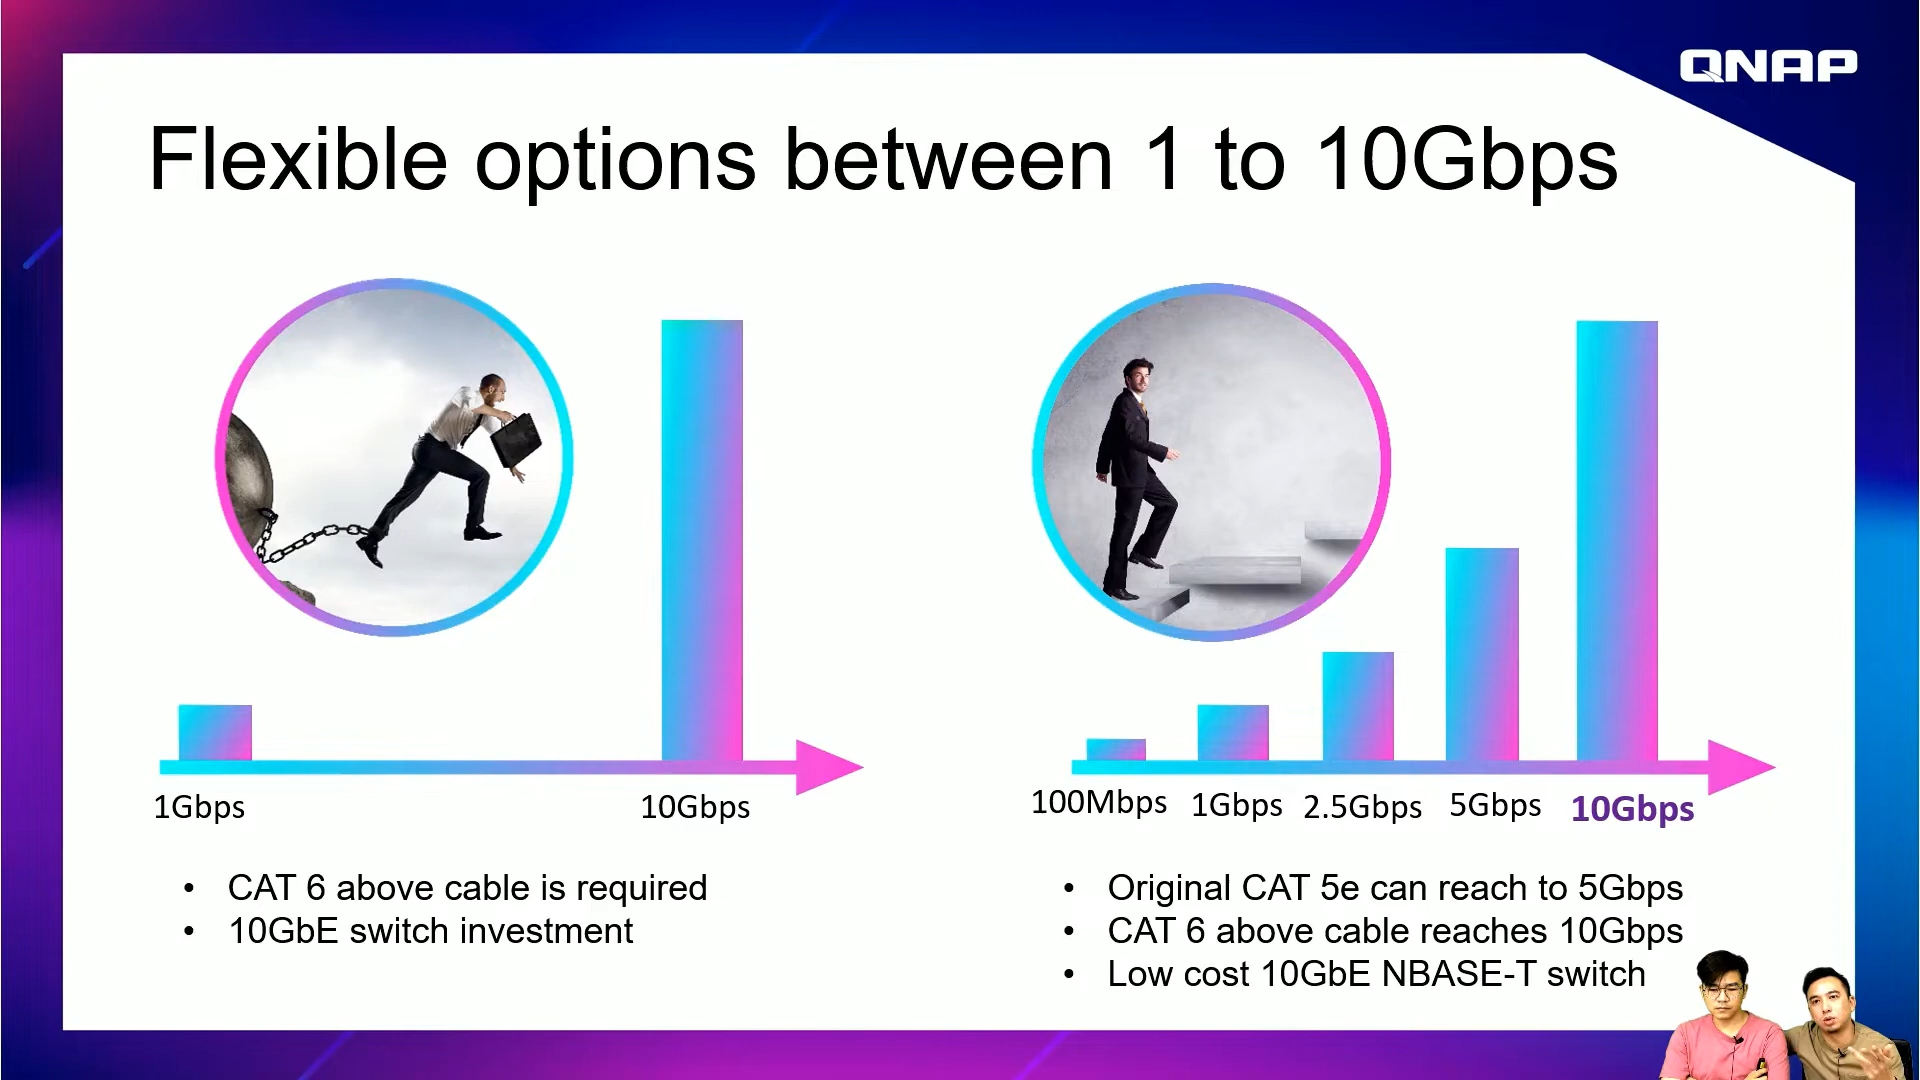 QNAP
Flexible options between 1 to 10Gbps
1Gbps
10Gbps
• CAT 6 above cable is required
• 10GbE switch investment
100Mbps
1Gbps
2.5Gbps
5Gbps
10Gbps
• Original CAT 5e can reach to 5Gbps
• CAT 6 above cable reaches 10Gbps
• Low cost 10GbE NBASE-T switch